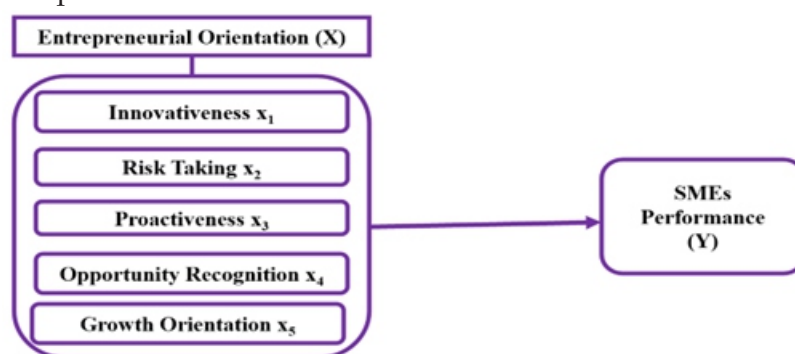 Entrepreneurial Orientation (X)
Innovativeness x₁
Risk Taking x₂
Proactiveness x₃
Opportunity Recognition x₄
Growth Orientation x₅
SMEs
Performance
(Y)